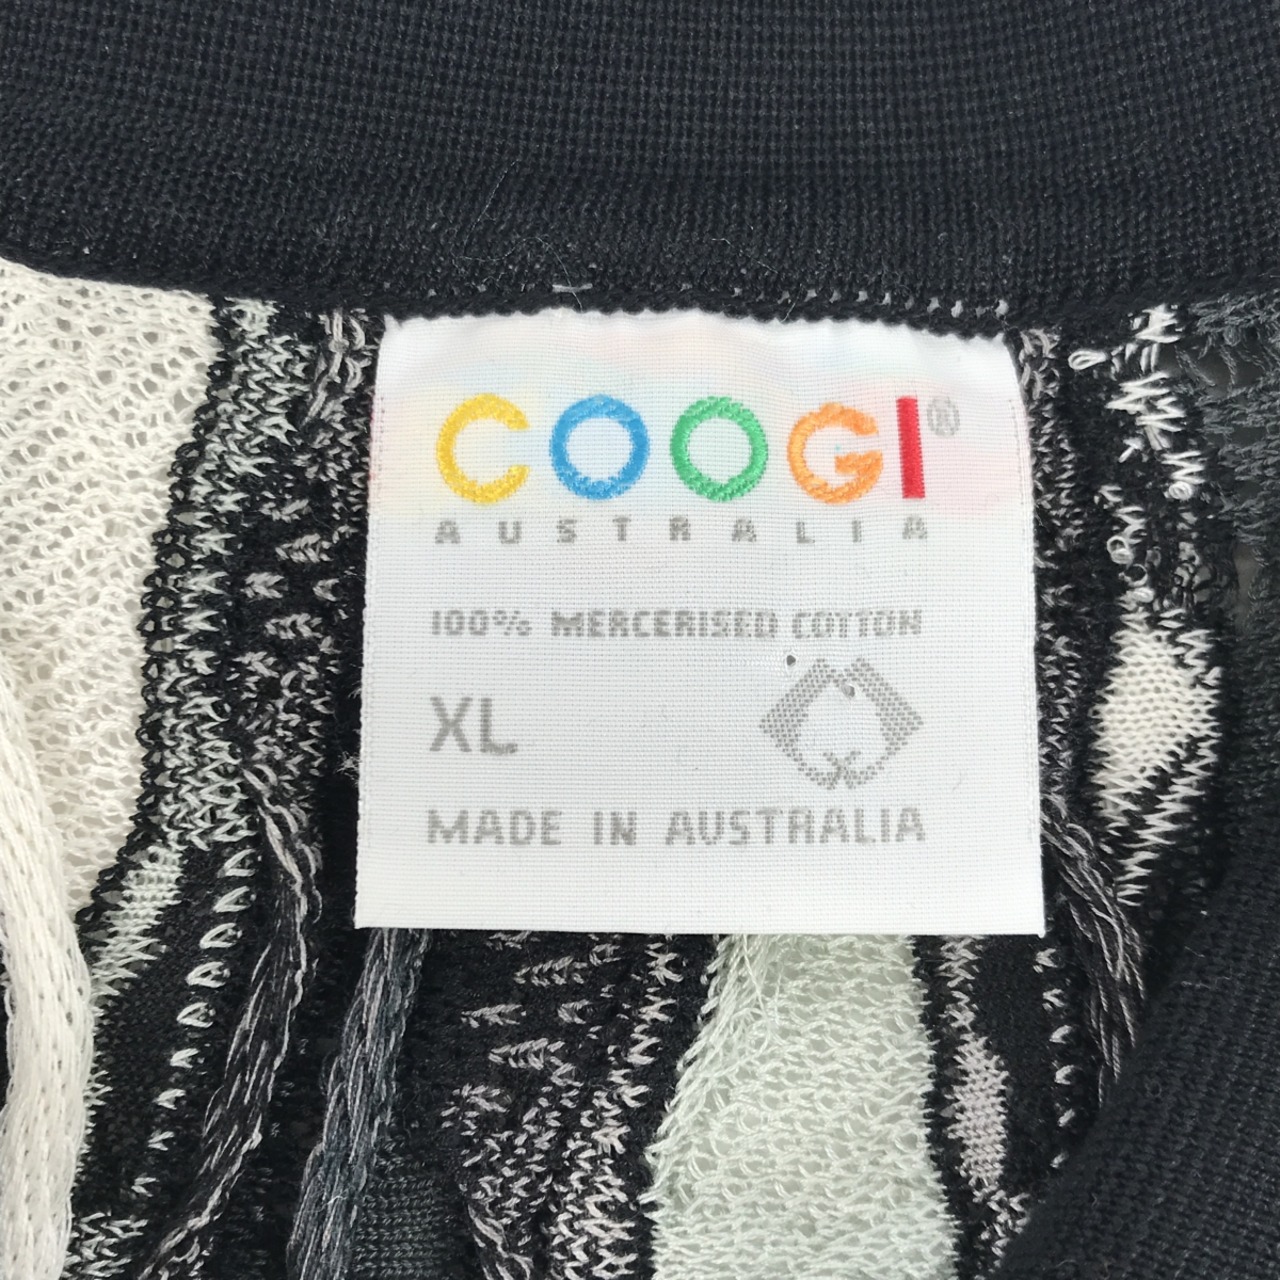 COOGI®
AUSTRALIA
100% MERCERISED COTTON
XL
MADE IN AUSTRALIA